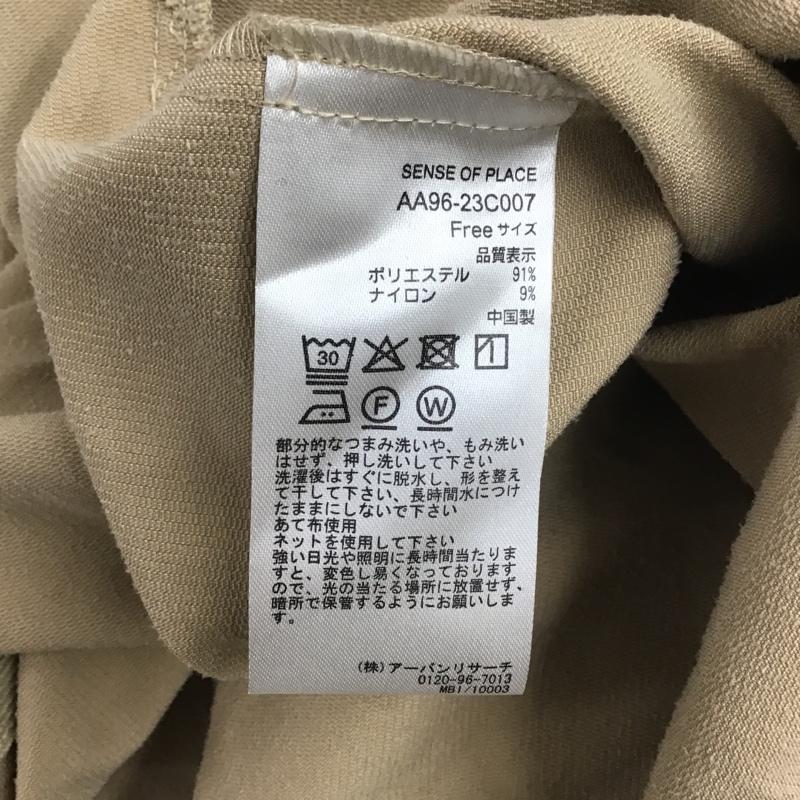 SENSE OF PLACE
AA96-23C007
Freeサイズ
品質表示
ポリエステル 91%
ナイロン 9%
中国製
30
F W
部分的なつまみ洗いや、もみ洗い
はせず、押し洗いして下さい
洗濯後はすぐに脱水し、形を整え
て干して下さい、長時間水につけ
たままにしないで下さい
あて布使用
ネットを使用して下さい
強い日光や照明に長時間当たりま
すと、変色し易くなっております
ので、光の当たる場所に放置せず、
暗所で保管するようにお願いしま
す。
(株)アーバンリサーチ
0120-96-7013
MBI/10003